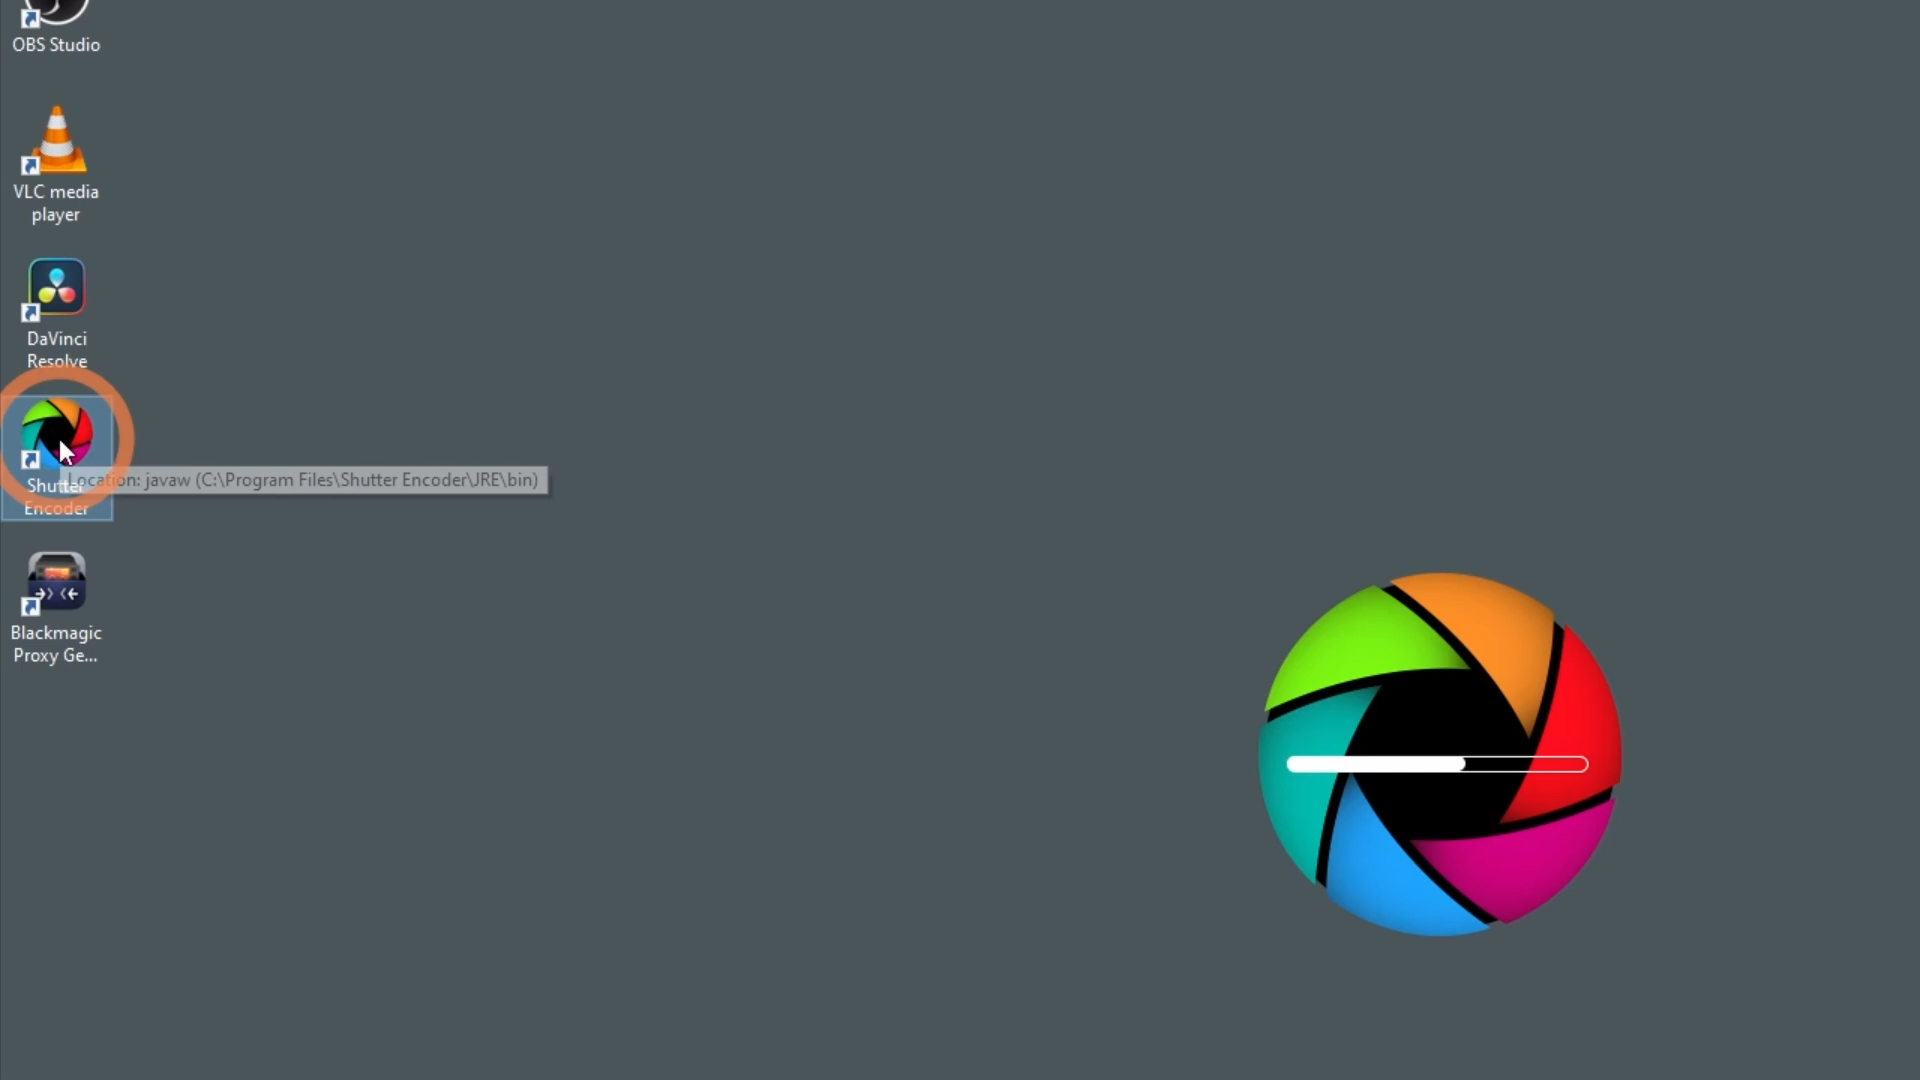 OBS Studio
VLC media
player
DaVinci
Resolve
Shutter
Encoder
Location: javaw (C:\Program Files\Shutter Encoder\JRE\bin)
Blackmagic
Proxy Ge...